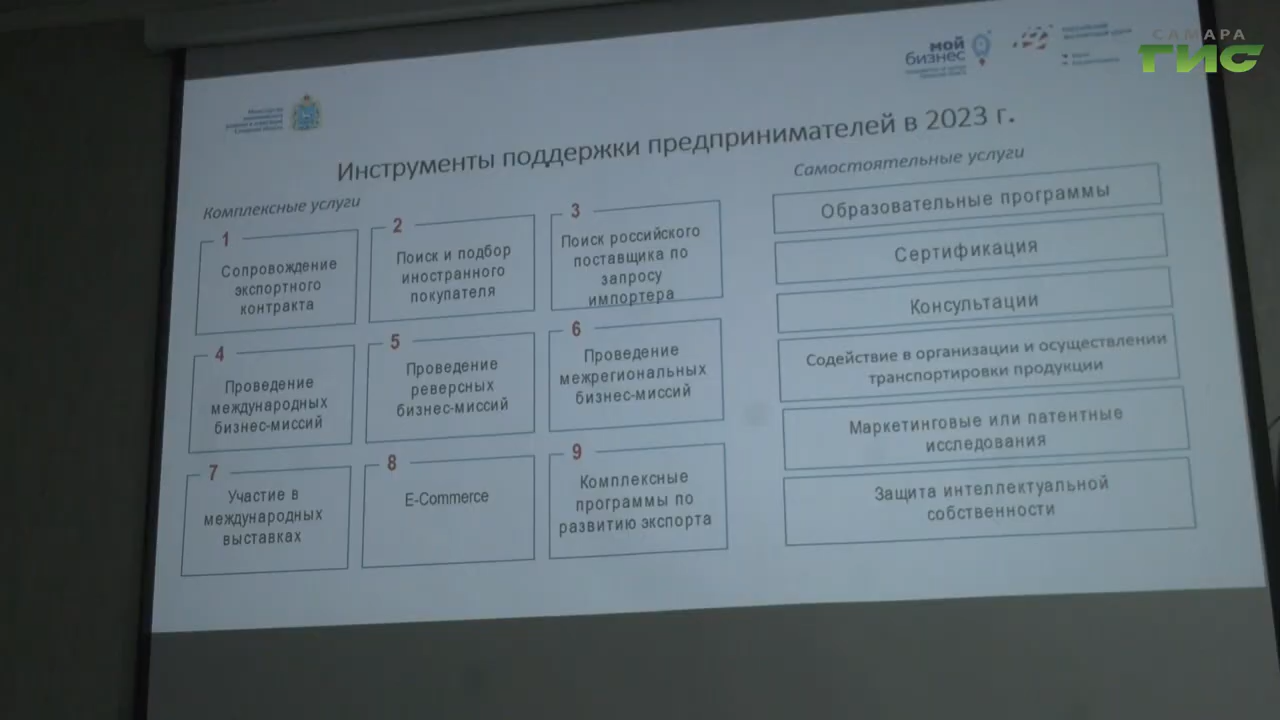 мой
бизнес
САМАРА
ГИС
Инструменты поддержки предпринимателей в 2023 г.
Комплексные услуги
1
Сопровождение
экспортного
контракта
2
Поиск и подбор
иностранного
покупателя
3
Поиск российского
поставщика по
запросу
импортера
4
Проведение
международных
бизнес-миссий
5
Проведение
реверсных
бизнес-миссий
6
Проведение
межрегиональных
бизнес-миссий
7
Участие в
международных
выставках
8
E-Commerce
9
Комплексные
программы по
развитию экспорта
Самостоятельные услуги
Образовательные программы
Сертификация
Консультации
Содействие в организации и осуществлении
транспортировки продукции
Маркетинговые или патентные
исследования
Защита интеллектуальной
собственности